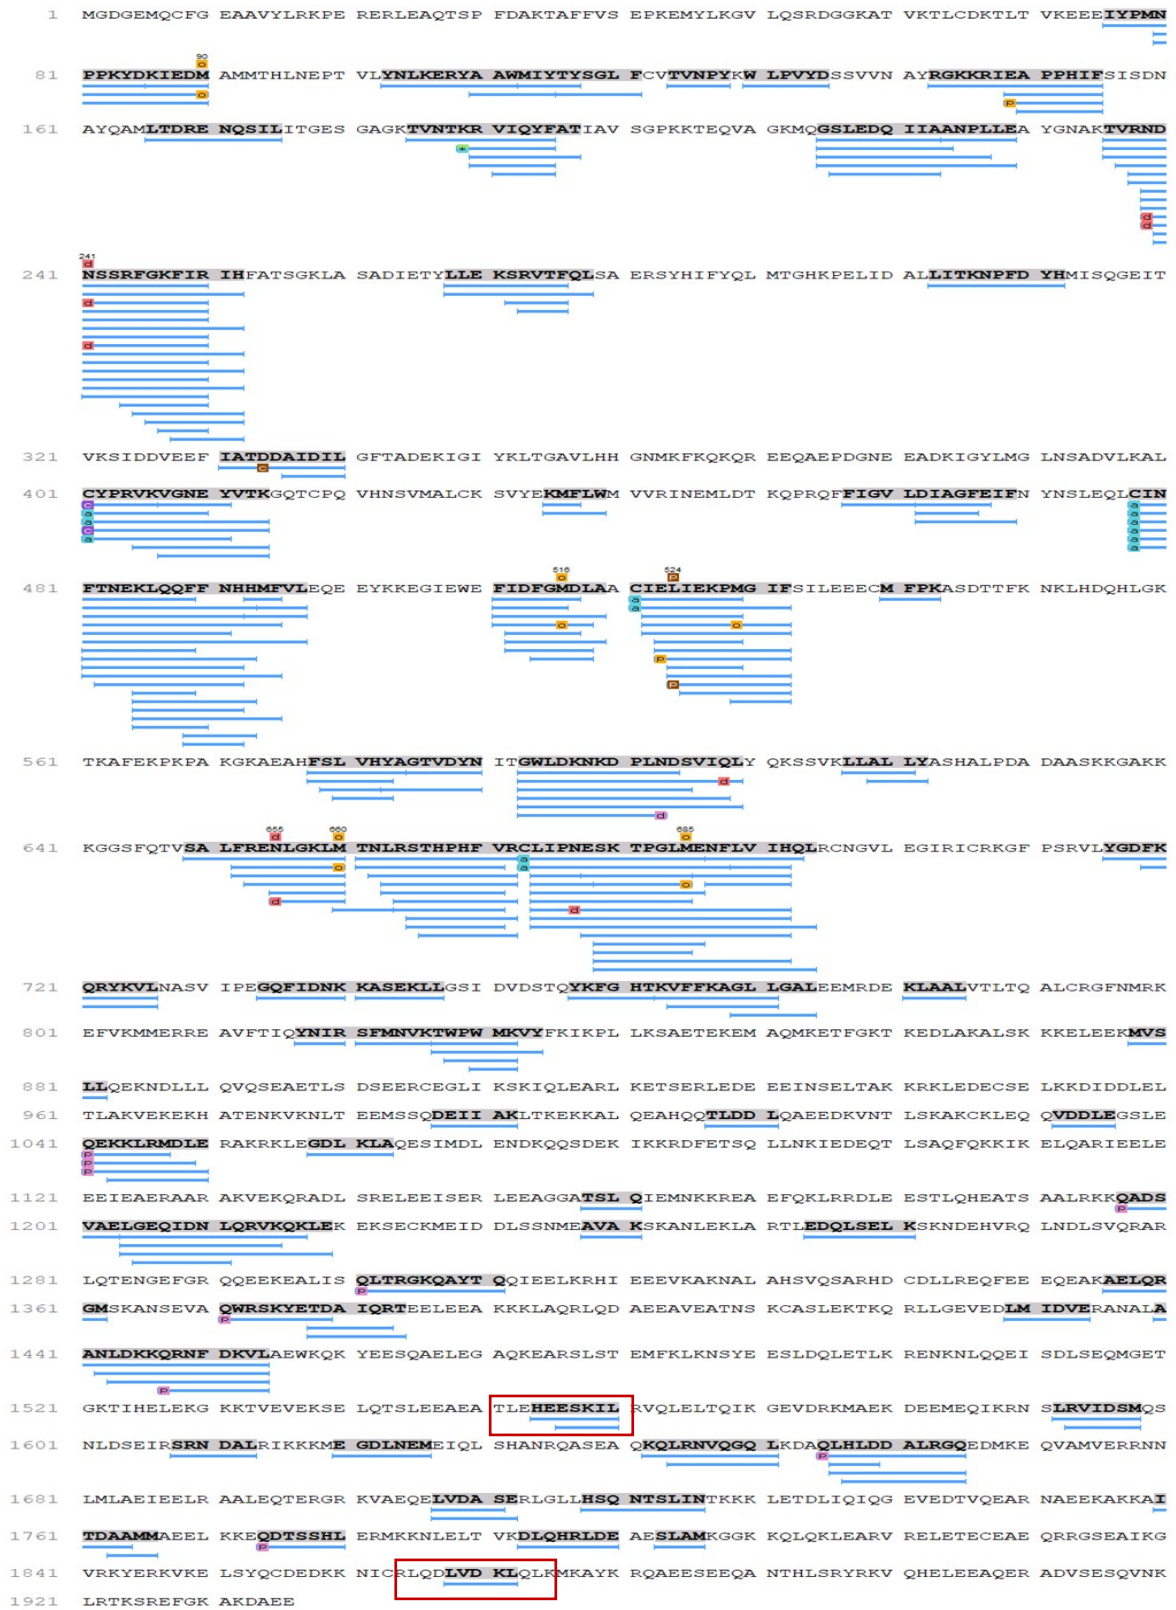 1 MGDGEMQCFG EAAVYLRKPE RERLEAQTSP FDAKTAFFVS EPKEMYLKGV LQSRDGGKAT VKTLCDKTLT VKEEEIYPMN
90
o
81 PPKYDKIEDM AMMTHLNEPT VLYNLKERYA AWMIYTYSGL FCVTVNPYKW LPVYDSSVVN AYRGKKRIEA PPHIFSISDN
o
p
161 AYQAMLTDRE NQSILITGES GAGKTVNTKR VIQYFATIAV SGPKKTEQVA GKMQGSLEDQ IIAANPLLEA YGNAKTVRND
*
d
d
241
d
241 NSSRFGKFIR IHFATSGKLA SADIETYLLE KSRVTFQLSA ERSYHIFYQL MTGHKPELID ALLITKNPFD YHMISQGEIT
d
d
321 VKSIDDVEEF IATDDAIDIL GFTADEKIGI YKLTGAVLHH GNMKFKQKQR EEQAEPDGNE EADKIGYLMG LNSADVLKAL
c
401 CYPRVKVGNE YVTKGQTCPQ VHNSVMALCK SVYEKMFLWM VVRINEMLDT KQPRQFFIGV LDIAGFEIFN YNSLEQLCIN
c a
a a
a a
c a
a a
a
516 524
o P
481 FTNEKLQQFF NHHMFVLEQE EYKKEGIEWE FIDFGMDLAA CIELIEKPMG IFSILEEECM FPKASDTTFK NKLHDQHLGK
a
a
o o
p
P
561 TKAFEKPKPA KGKAEAHFSL VHYAGTVDYN ITGWLDKNKD PLNDSVIQLY QKSSVKLLAL LYASHALPDA DAASKKGAKK
d
d
655 660 685
d o o
641 KGGSFQTVSA LFRENLGKLM TNLRSTHPHF VRCLIPNESK TPGLMENFLV IHQLRCNGVL EGIRICRKGF PSRVLYGDFK
a
o a
o
d
d
721 QRYKVLNASV IPEGQFIDNK KASEKLLGSI DVDSTQYKFG HTKVFFKAGL LGALEEMRDE KLAALVTLTQ ALCRGFNMRK
801 EFVKMMERRE AVFTIQYNIR SFMNVKTWPW MKVYFKIKPL LKSAETEKEM AQMKETFGKT KEDLAKALSK KKELEEKMVS
881 LLQEKNDLLL QVQSEAETLS DSEERCEGLI KSKIQLEARL KETSERLEDE EEINSELTAK KRKLEDECSE LKKDIDDLEL
961 TLAKVEKEKH ATENKVKNLT EEMSSQDEII AKLTKEKKAL QEAHQQTLDD LQAEEDKVNT LSKAKCKLEQ QVDDLEGSLE
1041 QEKKLRMDLE RAKRKLEGDL KLAQESIMDL ENDKQQSDEK IKKRDFETSQ LLNKIEDEQT LSAQFQKKIK ELQARIEELE
p
p
p
1121 EEIEAERAAR AKVEKQRADL SRELEEISER LEEAGGATSL QIEMNKKREA EFQKLRRDLE ESTLQHEATS AALRKKQADS
p
1201 VAELGEQIDN LQRVKQKLEK EKSECKMEID DLSSNMEAVA KSKANLEKLA RTLEDQLSEL KSKNDEHVRQ LNDLSVQRAR
1281 LQTENGEFGR QQEEKEALIS QLTRGKQAYT QQIEELKRHI EEEVKAKNAL AHSVQSARHD CDLLREQFEE EQEAKAELQR
p
1361 GMSKANSEVA QWRSKYETDA IQRTEELEEA KKKLAQRLQD AEEAVEATNS KCASLEKTKQ RLLGEVEDLM IDVERANALA
p
1441 ANLDKKQRNF DKVLAEWKQK YEESQAELEG AQKEARSLST EMFKLKNSYE ESLDQLETLK RENKNLQQEI SDLSEQMGET
p
1521 GKTIHELEKG KKTVEVEKSE LQTSLEEAEA TLEHEESKIL RVQLELTQIK GEVDRKMAEK DEEMEQIKRN SLRVIDSMQS
1601 NLDSEIRSRN DALRIKKKME GDLNEMEIQL SHANRQASEA QKQLRNVQGQ LKDAQLHLDD ALRGQEDMKE QVAMVERRNN
p
1681 LMLAEIEELR AALEQTERGR KVAEQELVDA SERLGLLHSQ NTSLINTKKK LETDLIQIQG EVEDTVQEAR NAEEKAKKAI
1761 TDAAMMAEEL KKEQDTSSHL ERMKKNLELT VKDLQHRLDE AESLAMKGGK KQLQKLEARV RELETECEAE QRRGSEAIKG
p
1841 VRKYERKVKE LSYQCDEDKK NICRLQDLVD KLQLKMKAYK RQAEESEEQA NTHLSRYRKV QHELEEAQER ADVSESQVNK
1921 LRTKSREFGK AKDAEE